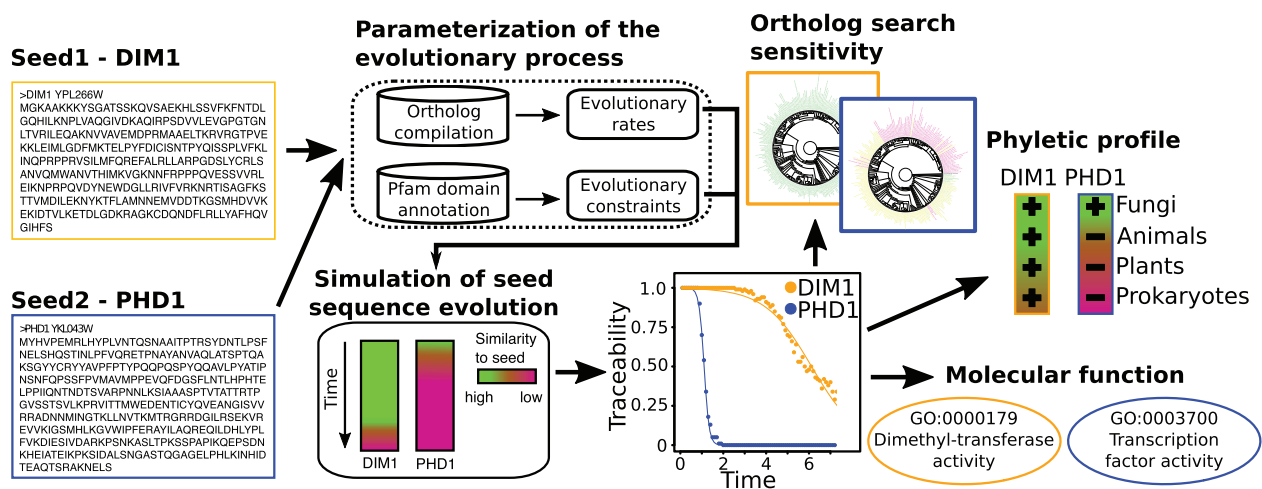 Seed1 - DIM1
>DIM1 YPL266W
MGKAAKKKYSGATSSKQVSAEKHLSSVFKFNTDL
GQHILKNPLVAQGIVDKAQIRPSDVVLEVGPGTGN
LTVRILEQAKNVVAVEMDPRMAAELTKRVRGTPVE
KKLEIMLGDFMKTELPYFDICISNTPYQISSPLVFKL
INQPRPPRVSILMFQREFALRLLARPGDSLYCRLS
ANVQMWANVTHIMKVGKNNFRPPPQVESSVVRL
EIKNPRPQVDYNEWDGLLRIVFVRKNRTISAGFKS
TTVMDILEKNYKTFLAMNNEMVDDTKGSMHDVVK
EKIDTVLKETDLGDKRAGKCDQNDFLRLLYAFHQV
GIHFS
Seed2 - PHD1
>PHD1 YKL043W
MYHVPEMRLHYPLVNTQSNAAITPTRSYDNTLPSF
NELSHQSTINLPFVQRETPNAYANVAQLATSPTQA
KSGYYCRYYAVPFPTYPQQPQSPYQQAVLPYATIP
NSNFQPSSFPVMAVMPPEVQFDGSFLNTLHPHTE
LPPIIQNTNDTSVARPNNLKSIAAASPTVTATTRTP
GVSSTSVLKPRVITTMWEDENTICYQVEANGISVV
RRADNNMINGTKLLNVTKMTRGRRDGILRSEKVR
EVVKIGSMHLKGVWIPFERAYILAQREQILDHLYPL
FVKDIESIVDARKPSNKASLTPKSSPAPIKQEPSDN
KHEIATEIKPKSIDALSNGASTQGAGELPHLKINHID
TEAQTSRAKNELS
Parameterization of the
evolutionary process
Ortholog
compilation
Evolutionary
rates
Pfam domain
annotation
Evolutionary
constraints
Simulation of seed
sequence evolution
Time
DIM1
PHD1
Similarity
to seed
high
low
Ortholog search
sensitivity
DIM1
PHD1
Traceability
1.0
0.75
0.50
0.25
0
0
2
4
6
Time
Phyletic profile
DIM1 PHD1
+ + Fungi
+ − Animals
+ − Plants
+ − Prokaryotes
Molecular function
GO:0000179
Dimethyl-transferase
activity
GO:0003700
Transcription
factor activity